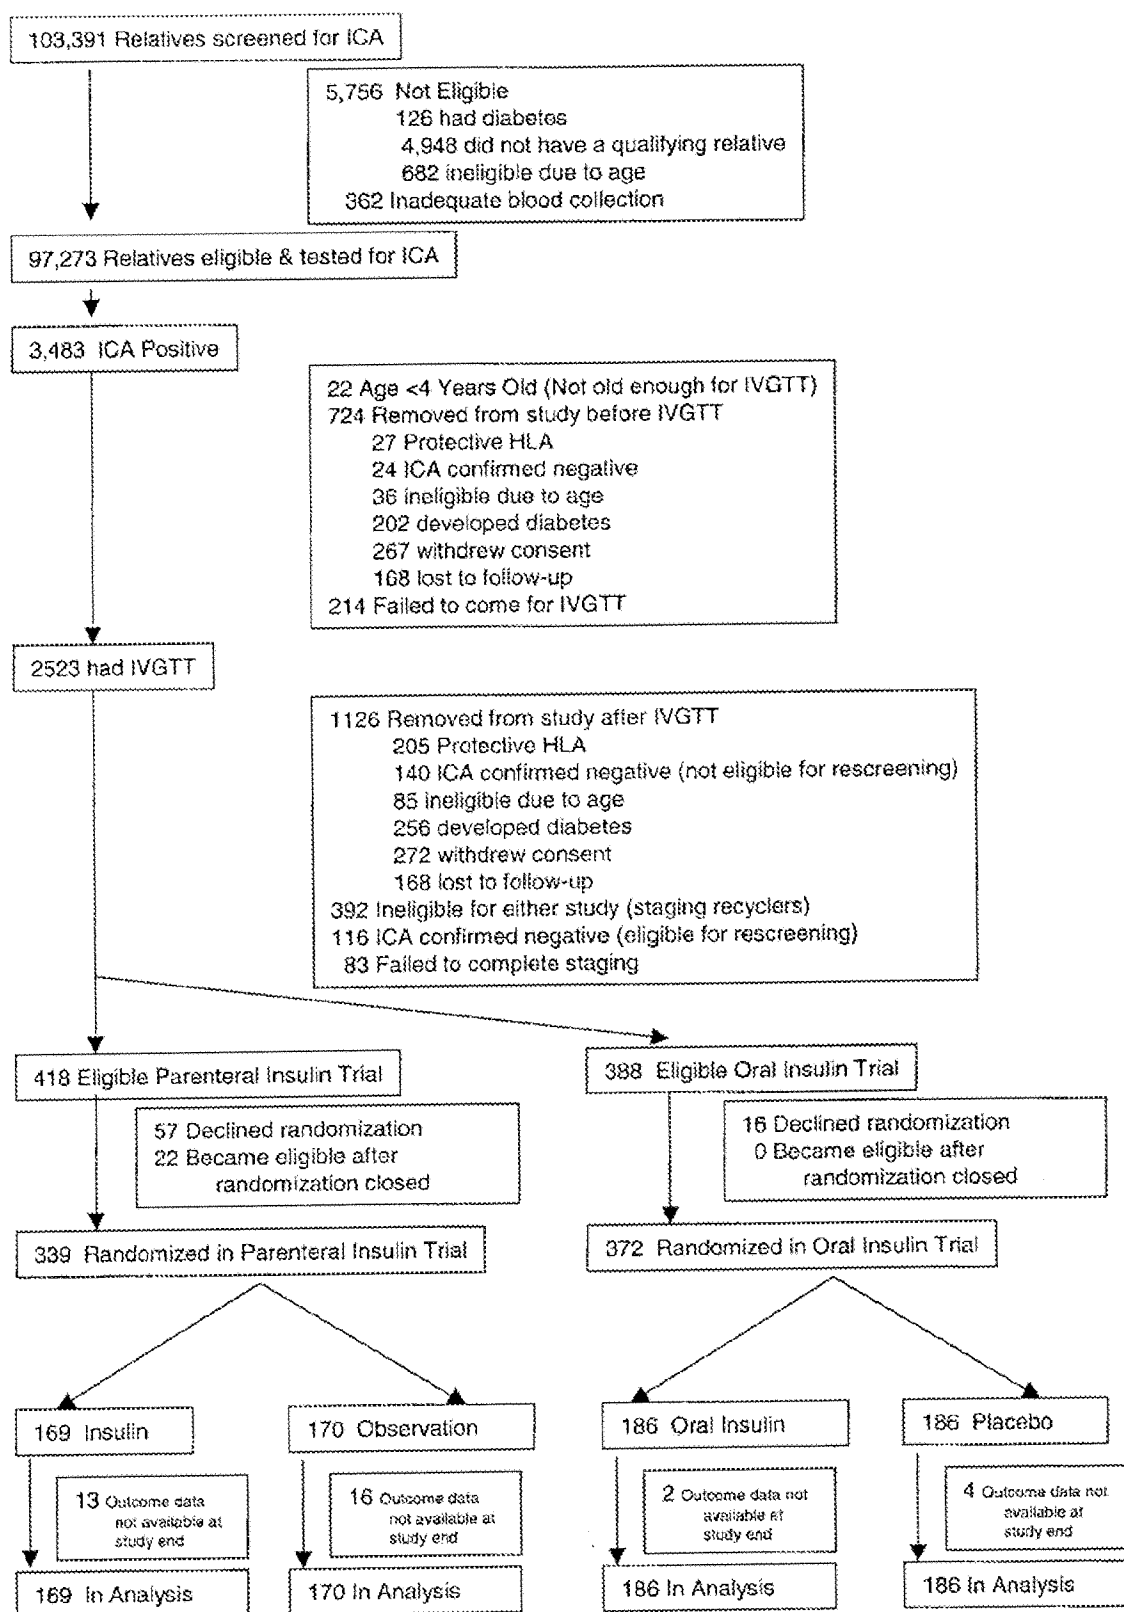 103,391 Relatives screened for ICA
5,756 Not Eligible
126 had diabetes
4,948 did not have a qualifying relative
682 ineligible due to age
362 Inadequate blood collection
97,273 Relatives eligible & tested for ICA
3,483 ICA Positive
22 Age <4 Years Old (Not old enough for IVGTT)
724 Removed from study before IVGTT
27 Protective HLA
24 ICA confirmed negative
36 ineligible due to age
202 developed diabetes
267 withdrew consent
168 lost to follow-up
214 Failed to come for IVGTT
2523 had IVGTT
1126 Removed from study after IVGTT
205 Protective HLA
140 ICA confirmed negative (not eligible for rescreening)
85 ineligible due to age
256 developed diabetes
272 withdrew consent
168 lost to follow-up
392 Ineligible for either study (staging recyclers)
116 ICA confirmed negative (eligible for rescreening)
83 Failed to complete staging
418 Eligible Parenteral Insulin Trial
388 Eligible Oral Insulin Trial
57 Declined randomization
22 Became eligible after
randomization closed
16 Declined randomization
0 Became eligible after
randomization closed
339 Randomized in Parenteral Insulin Trial
372 Randomized in Oral Insulin Trial
169 Insulin
170 Observation
186 Oral Insulin
186 Placebo
13 Outcome data
not available at
study end
16 Outcome data
not available at
study end
2 Outcome data not
available at
study end
4 Outcome data not
available at
study end
169 In Analysis
170 In Analysis
186 In Analysis
186 In Analysis